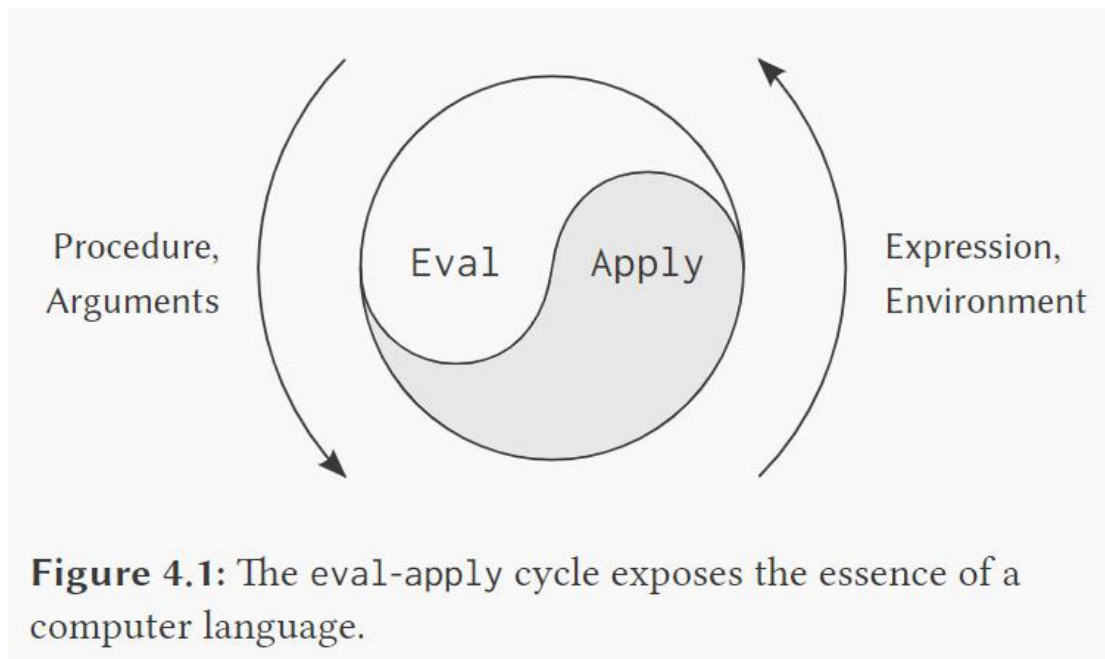 Procedure,
Arguments
Eval
Apply
Expression,
Environment
Figure 4.1: The eval-apply cycle exposes the essence of a
computer language.